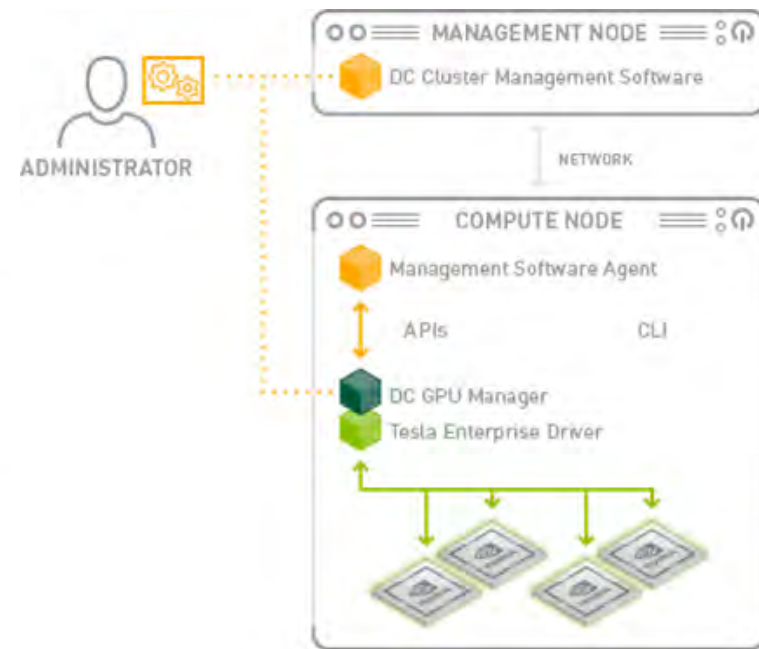 MANAGEMENT NODE
DC Cluster Management Software
ADMINISTRATOR
NETWORK
COMPUTE NODE
Management Software Agent
APIs
CLI
DC GPU Manager
Tesla Enterprise Driver